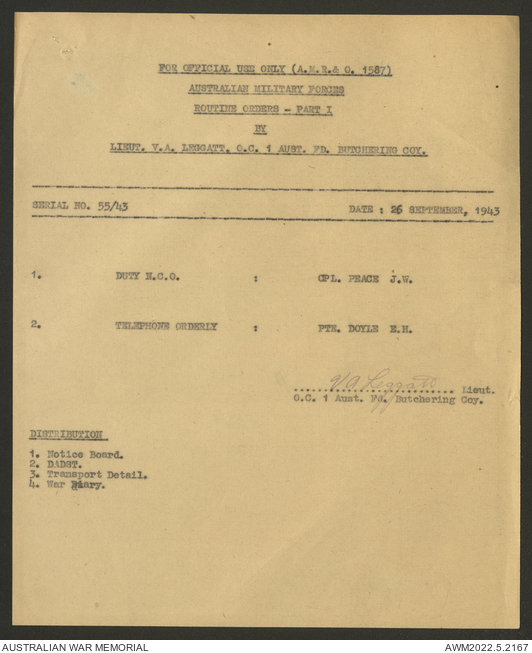 FOR OFFICIAL USE ONLY (A.M.R.& O. 1587)
AUSTRALIAN MILITARY FORCES
ROUTINE ORDERS - PART I
BY
LIEUT. V.A. LEGGATT. O.C. 1 AUST. FD. BUTCHERING COY.
SERIAL NO. 55/43 DATE : 26 SEPTEMBER, 1943
1. DUTY N.C.O. : CPL. PEACE J.W.
2. TELEPHONE ORDERLY : PTE. DOYLE E.H.
V A Leggatt Lieut.
O.C. 1 Aust. Fd. Butchering Coy.
DISTRIBUTION
1. Notice Board.
2. DADST.
3. Transport Detail.
4. War Diary.
AUSTRALIAN WAR MEMORIAL AWM2022.5.2167